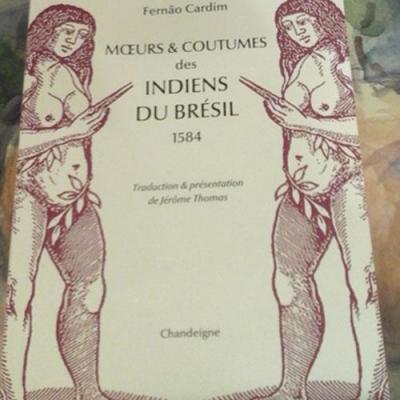 Fernão Cardim
MŒURS & COUTUMES
des
INDIENS
DU BRÉSIL
1584
Traduction & présentation
de Jérôme Thomas
Chandeigne